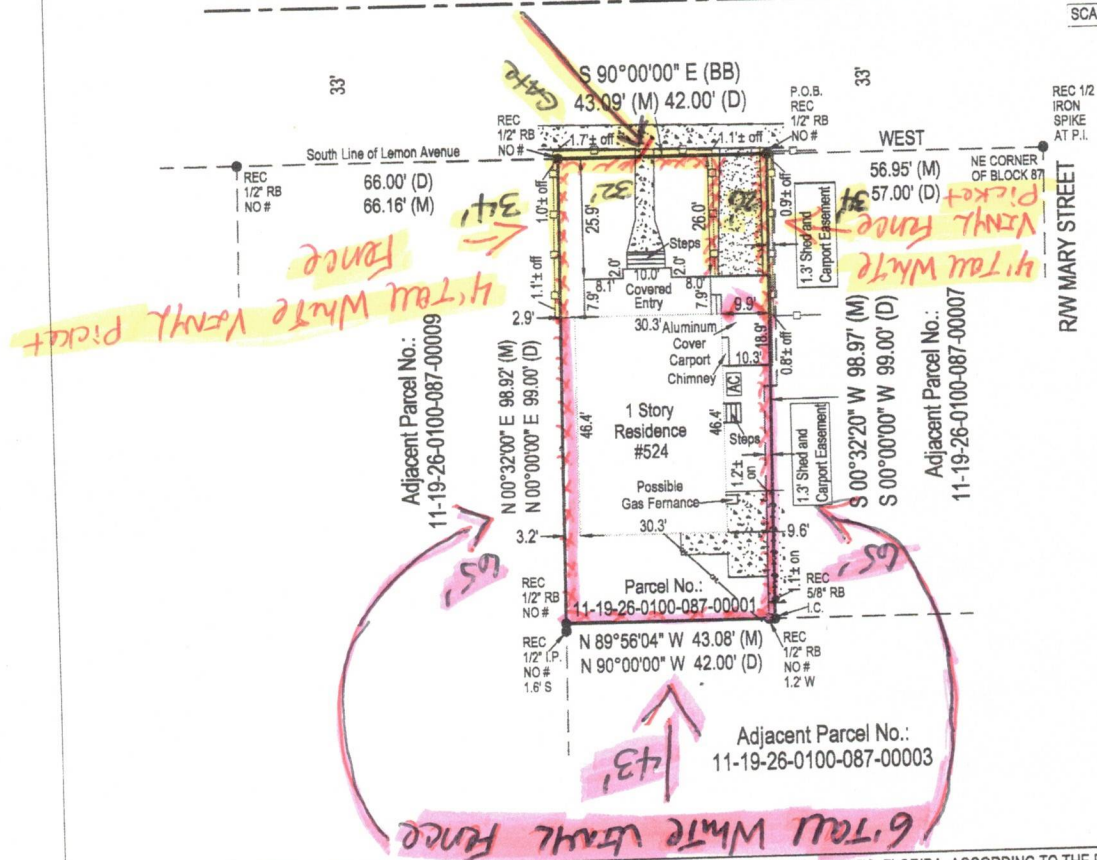 SCA
S 90°00'00" E (BB)
43.09' (M) 42.00' (D)
33'
33'
Gate
REC
1/2" RB
NO #
P.O.B.
REC
1/2" RB
NO #
REC 1/2
IRON
SPIKE
AT P.I.
1.7'± off
1.1'± off
WEST
South Line of Lemon Avenue
REC
1/2" RB
NO #
66.00' (D)
66.16' (M)
56.95' (M)
57.00' (D)
NE CORNER
OF BLOCK 87
R/W MARY STREET
34'
1.0'± off
25.9'
32'
26.0'
20'
0.9'± off
1.3' Shed and
Carport Easement
34'
4' Tall White
Vinyl Fence
Picket
4' Tall White Vinyl Picket
Fence
1.1'± off
Steps
2.0'
10.0'
2.0'
8.1'
8.0'
Covered
Entry
7.9'
7.9'
9.9'
2.9'
30.3'
Aluminum
Cover
Carport
18.9'
10.3'
Chimney
0.8'± off
AC
Adjacent Parcel No.:
11-19-26-0100-087-00009
N 00°32'00" E 98.92' (M)
N 00°00'00" E 99.00' (D)
46.4'
1 Story
Residence
#524
46.4'
Steps
1.2'±
on
1.3' Shed and
Carport Easement
S 00°32'20" W 98.97' (M)
S 00°00'00" W 99.00' (D)
Adjacent Parcel No.:
11-19-26-0100-087-00007
Possible
Gas Fernance
30.3'
3.2'
9.6'
65'
65'
1.1'± on
REC
1/2" RB
NO #
Parcel No.:
11-19-26-0100-087-00001
REC
5/8" RB
I.C.
REC
1/2" I.P.
NO #
1.6' S
N 89°56'04" W 43.08' (M)
N 90°00'00" W 42.00' (D)
REC
1/2" RB
NO #
1.2' W
43'
Adjacent Parcel No.:
11-19-26-0100-087-00003
6' Tall White Vinyl Fence
FLORIDA, ACCORDING TO THE